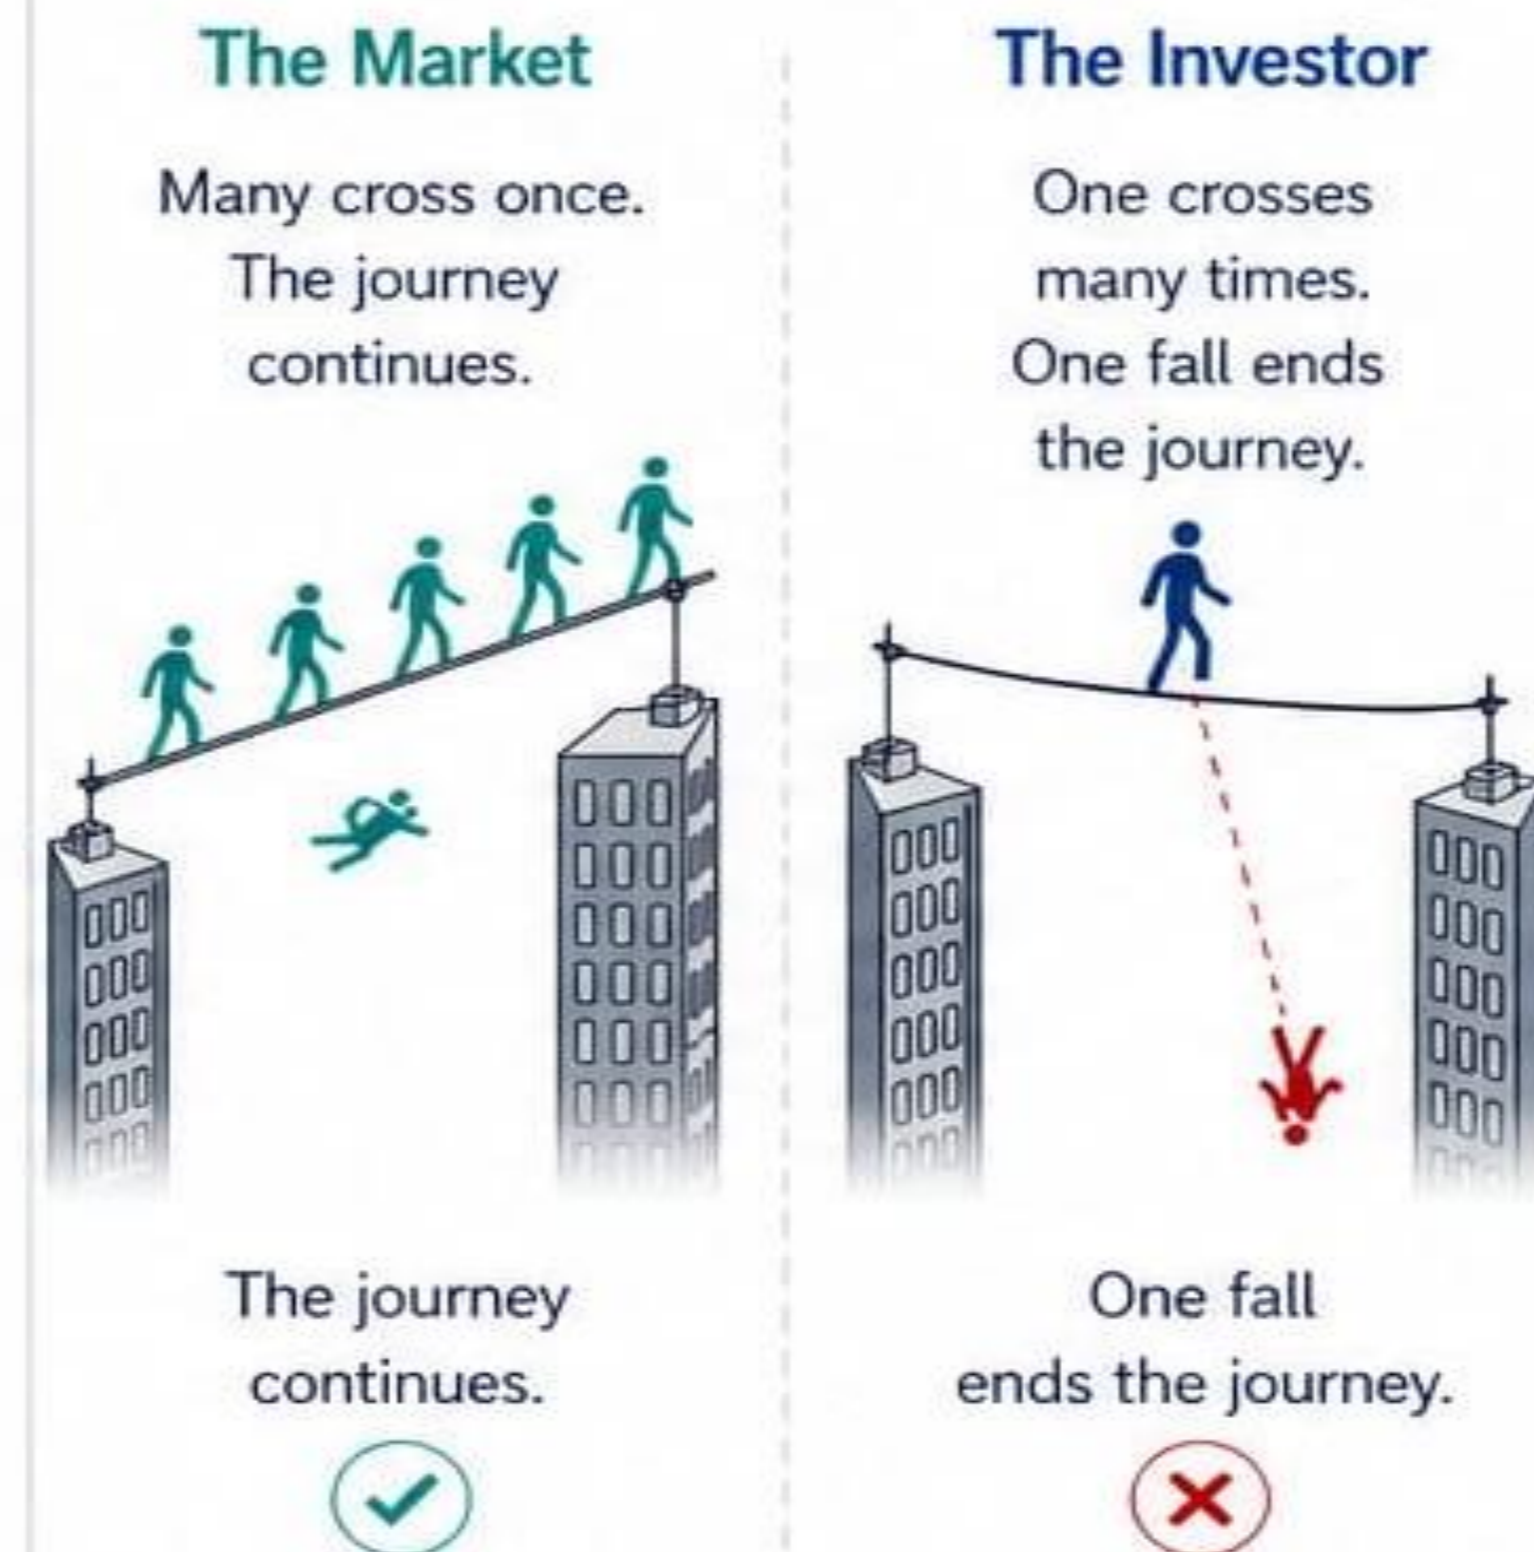 The Market
Many cross once.
The journey
continues.
The journey
continues.
The Investor
One crosses
many times.
One fall ends
the journey.
One fall
ends the journey.